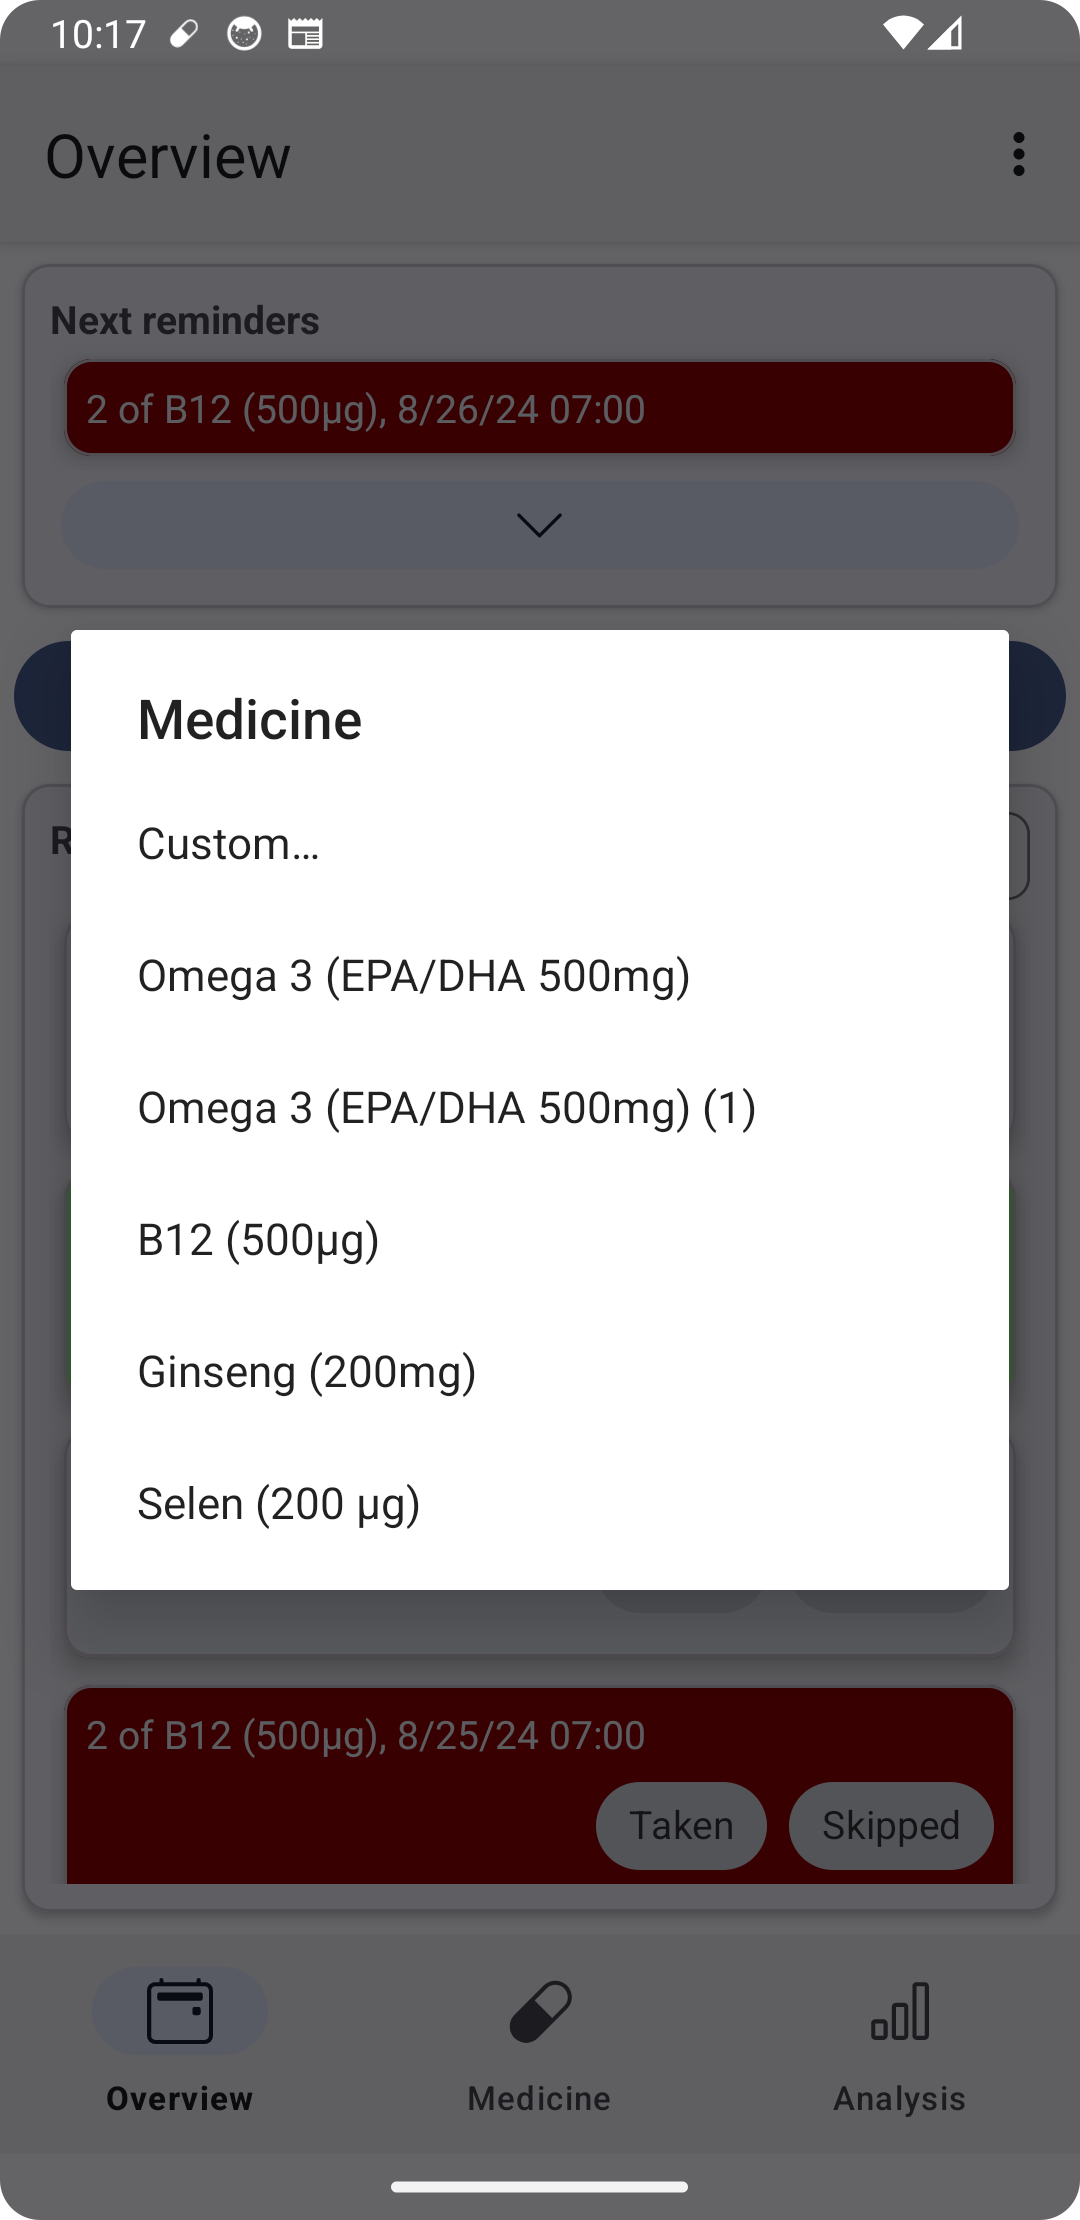 10:17
Overview
Next reminders
2 of B12 (500µg), 8/26/24 07:00
Medicine
Custom…
Omega 3 (EPA/DHA 500mg)
Omega 3 (EPA/DHA 500mg) (1)
B12 (500µg)
Ginseng (200mg)
Selen (200 µg)
2 of B12 (500µg), 8/25/24 07:00
Taken
Skipped
Overview
Medicine
Analysis